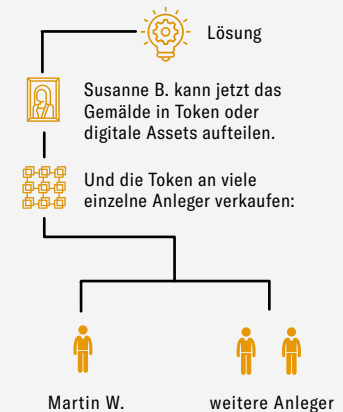 Lösung
Susanne B. kann jetzt das
Gemälde in Token oder
digitale Assets aufteilen.
Und die Token an viele
einzelne Anleger verkaufen:
Martin W.
weitere Anleger